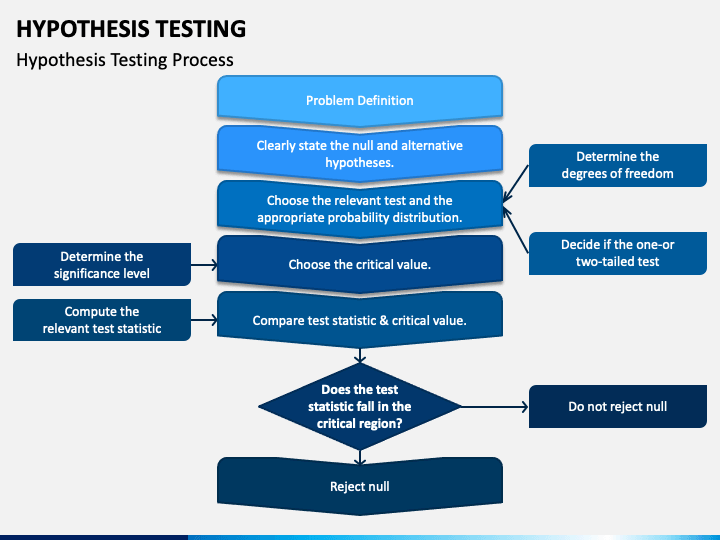 HYPOTHESIS TESTING
Hypothesis Testing Process
Problem Definition
Clearly state the null and alternative
hypotheses.
Choose the relevant test and the
appropriate probability distribution.
Determine the
degrees of freedom
Decide if the one-or
two-tailed test
Determine the
significance level
Choose the critical value.
Compute the
relevant test statistic
Compare test statistic & critical value.
Does the test
statistic fall in the
critical region?
Do not reject null
Reject null